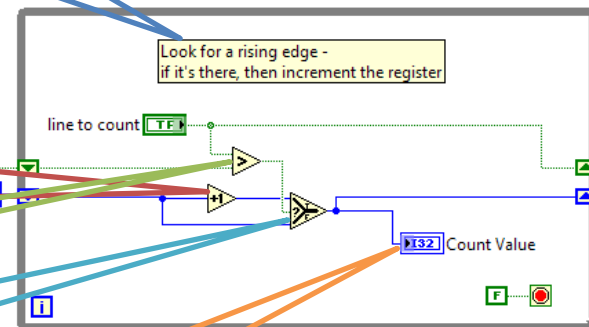 Look for a rising edge -
if it's there, then increment the register
line to count TF
>
+1
? T F
I32 Count Value
i
F